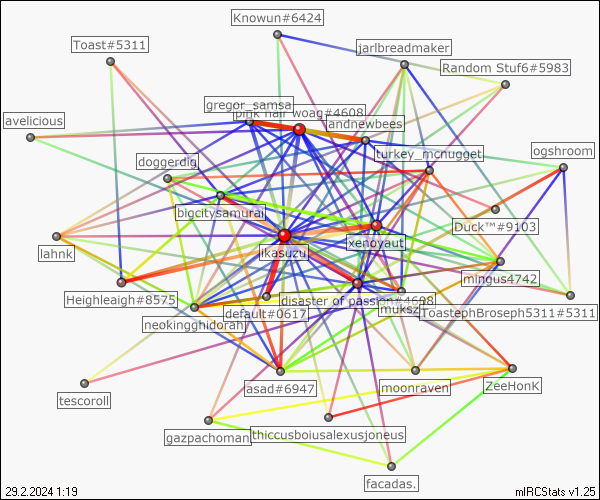 Knowun#6424
Toast#5311
jarlbreadmaker
Random Stuf6#5983
gregor_samsa
pink hair woag#4608
avelicious
andnewbees
turkey_mcnugget
ogshroom
doggerdig
bigcitysamurai
Duck™#9103
xenoyaut
lahnk
ikasuzu
mingus4742
Heighleaigh#8575
disaster of passion#4698
default#0617
muksz
ToastephBroseph5311#5311
neokingghidorah
asad#6947
moonraven
ZeeHonK
tescoroll
gazpachoman
thiccusboiusalexusjoneus
facadas.
29.2.2024 1:19
mIRCStats v1.25